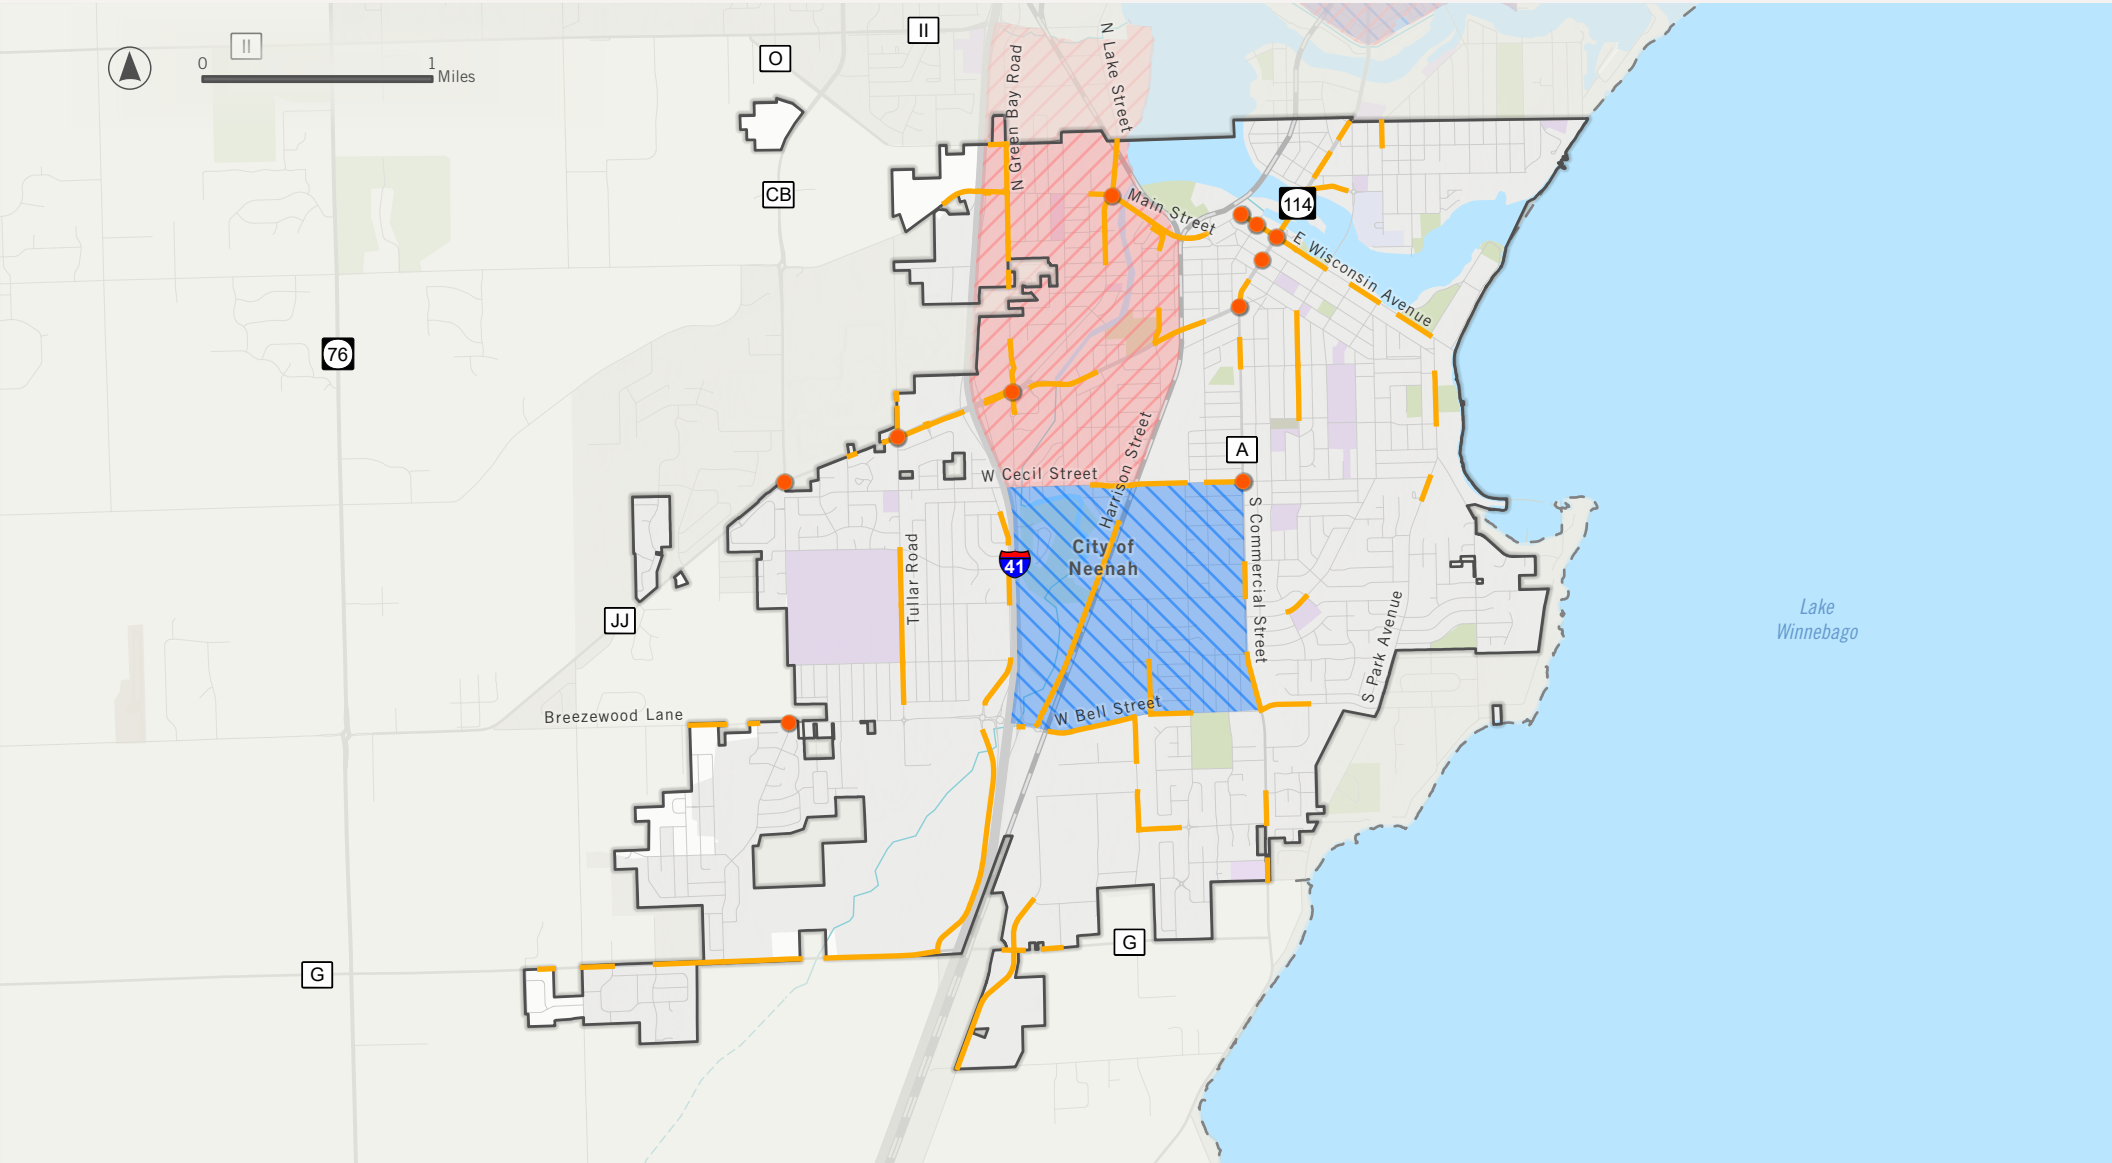 II
II
0
1
Miles
O
CB
N Green Bay Road
N Lake Street
Main Street
114
E Wisconsin Avenue
76
A
W Cecil Street
Harrison Street
S Commercial Street
City of
Neenah
41
Tullar Road
JJ
S Park Avenue
Lake
Winnebago
Breezewood Lane
W Bell Street
G
G